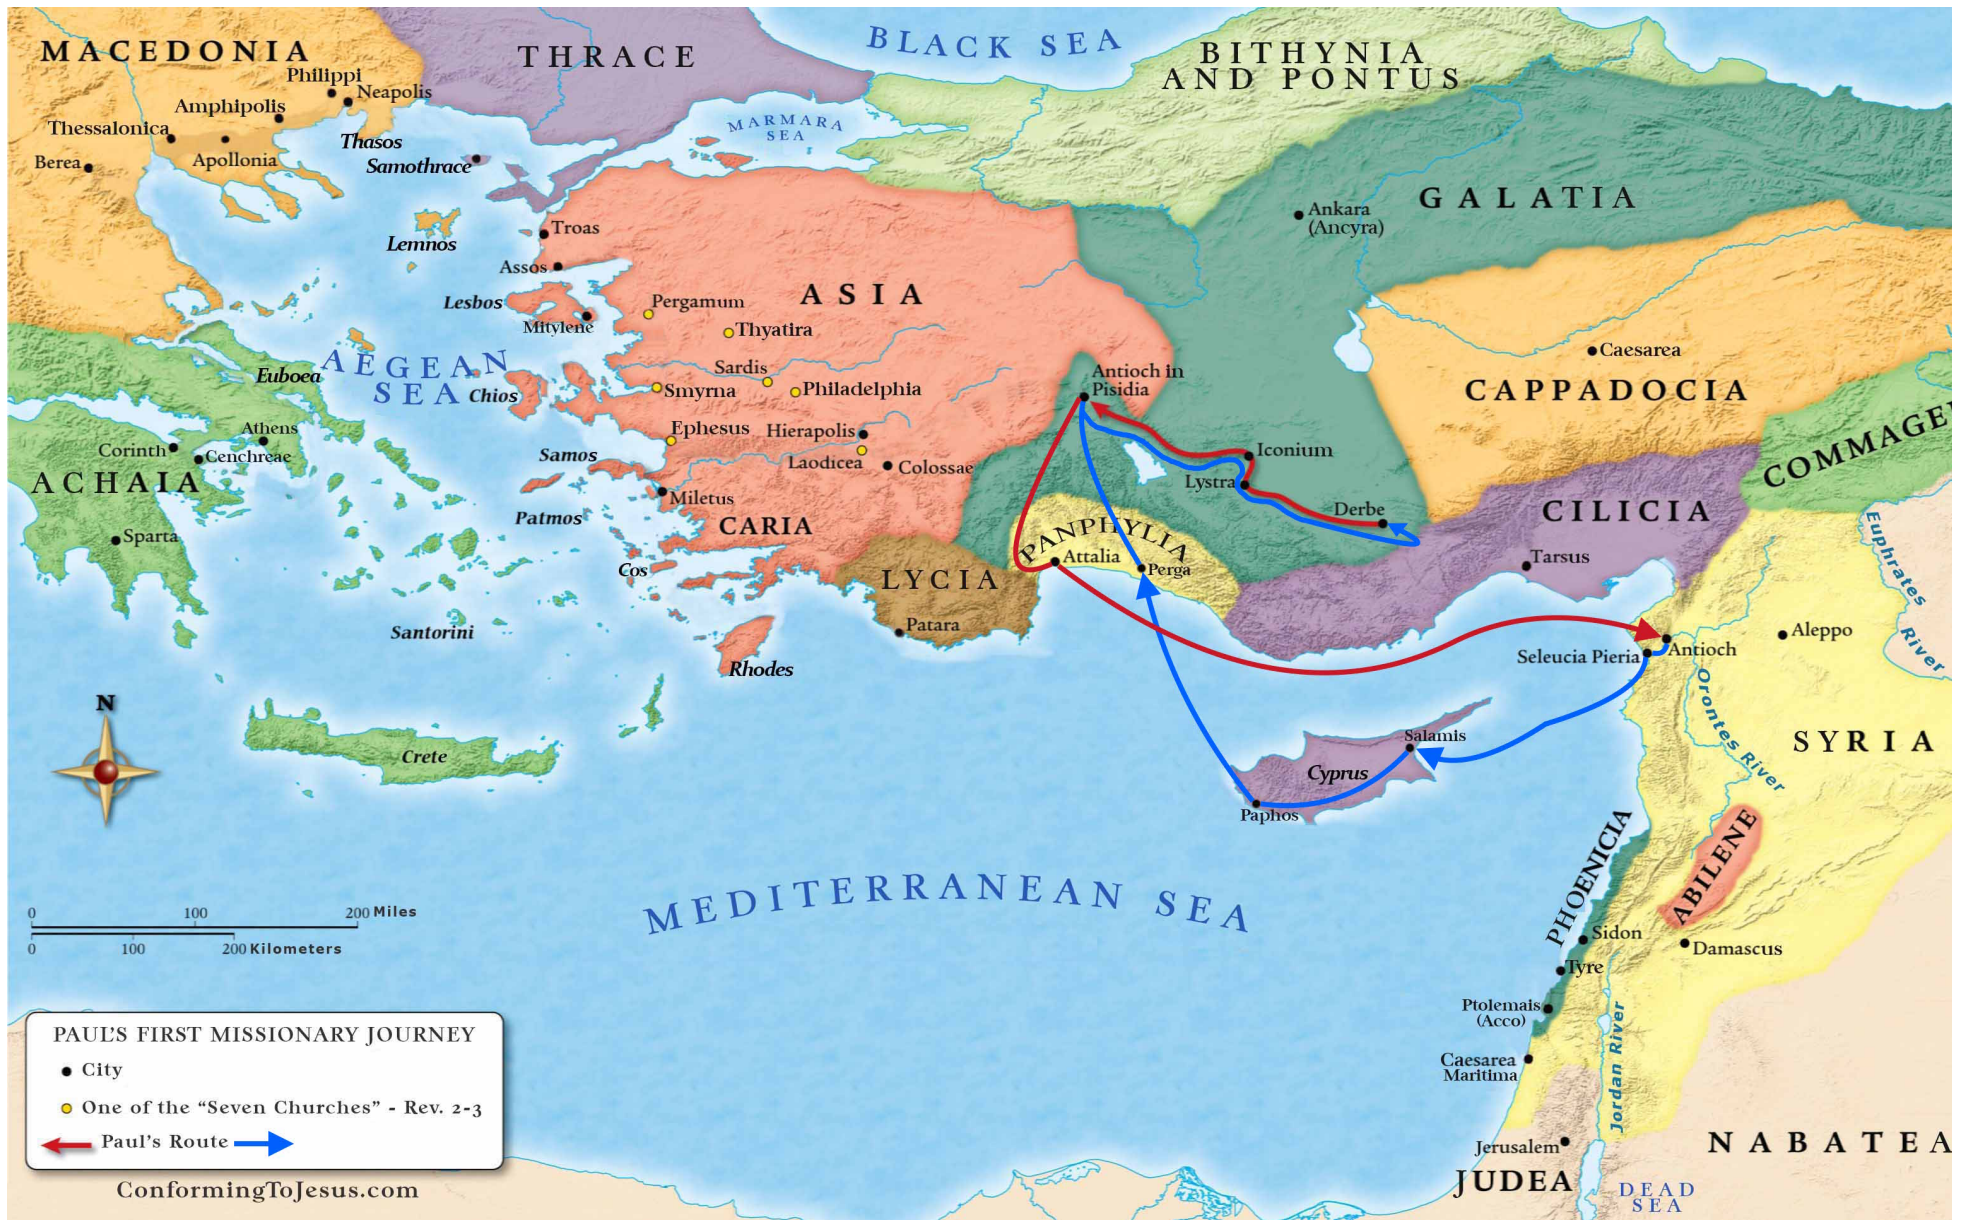 MACEDONIA
THRACE
BLACK SEA
BITHYNIA
AND PONTUS
Philippi
Neapolis
Amphipolis
Thessalonica
Apollonia
Berea
Thasos
Samothrace
MARMARA
SEA
GALATIA
Ankara
(Ancyra)
Lemnos
Troas
Assos
Lesbos
Mitylene
ASIA
Pergamum
Thyatira
Sardis
Smyrna
Philadelphia
AEGEAN
SEA
Euboea
Chios
Antioch in
Pisidia
Caesarea
CAPPADOCIA
COMMAGE
Ephesus
Hierapolis
Laodicea
Colossae
Athens
Corinth
Cenchreae
ACHAIA
Samos
Iconium
Lystra
Derbe
Miletus
Patmos
CARIA
CILICIA
Sparta
PANPHYLIA
Attalia
Perga
Tarsus
Euphrates
River
Cos
LYCIA
Patara
Santorini
Rhodes
Aleppo
Antioch
Seleucia Pieria
Orontes River
N
Crete
Salamis
Cyprus
Paphos
SYRIA
MEDITERRANEAN SEA
PHOENICIA
ABILENE
Sidon
Damascus
Tyre
Ptolemais
(Acco)
Caesarea
Maritima
Jordan River
Jerusalem
JUDEA
NABATEA
DEAD
SEA
0 100 200 Miles
0 100 200 Kilometers
PAUL'S FIRST MISSIONARY JOURNEY
City
One of the “Seven Churches” - Rev. 2-3
Paul's Route
ConformingToJesus.com